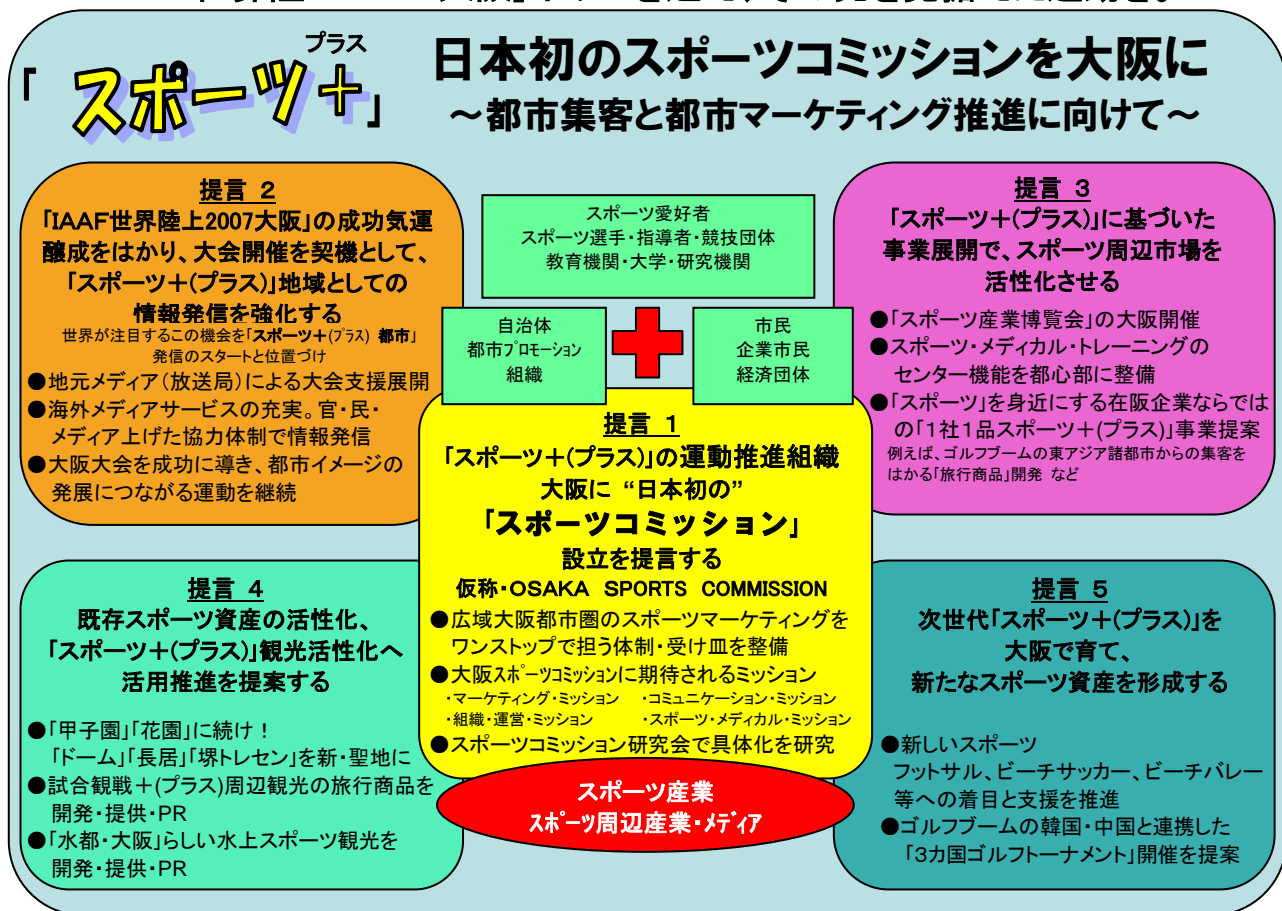 プラス
「スポーツ+」
日本初のスポーツコミッションを大阪に
~都市集客と都市マーケティング推進に向けて~
提言 2
「IAAF世界陸上2007大阪」の成功気運
醸成をはかり、大会開催を契機として、
「スポーツ+(プラス)」地域としての
情報発信を強化する
世界が注目するこの機会を「スポーツ+(プラス) 都市」
発信のスタートと位置づけ
●地元メディア(放送局)による大会支援展開
●海外メディアサービスの充実。官・民・
メディア上げた協力体制で情報発信
●大阪大会を成功に導き、都市イメージの
発展につながる運動を継続
スポーツ愛好者
スポーツ選手・指導者・競技団体
教育機関・大学・研究機関
自治体
都市プロモーション
組織
市民
企業市民
経済団体
提言 3
「スポーツ+(プラス)」に基づいた
事業展開で、スポーツ周辺市場を
活性化させる
●「スポーツ産業博覧会」の大阪開催
●スポーツ・メディカル・トレーニングの
センター機能を都心部に整備
●「スポーツ」を身近にする在阪企業ならでは
の「1社1品スポーツ+(プラス)」事業提案
例えば、ゴルフブームの東アジア諸都市からの集客を
はかる「旅行商品」開発 など
提言 1
「スポーツ+(プラス)」の運動推進組織
大阪に “日本初の”
「スポーツコミッション」
設立を提言する
仮称・OSAKA SPORTS COMMISSION
●広域大阪都市圏のスポーツマーケティングを
ワンストップで担う体制・受け皿を整備
●大阪スポーツコミッションに期待されるミッション
・マーケティング・ミッション ・コミュニケーション・ミッション
・組織・運営・ミッション ・スポーツ・メディカル・ミッション
●スポーツコミッション研究会で具体化を研究
スポーツ産業
スポーツ周辺産業・メディア
提言 4
既存スポーツ資産の活性化、
「スポーツ+(プラス)」観光活性化へ
活用推進を提案する
●「甲子園」「花園」に続け!
「ドーム」「長居」「堺トレセン」を新・聖地に
●試合観戦+(プラス)周辺観光の旅行商品を
開発・提供・PR
●「水都・大阪」らしい水上スポーツ観光を
開発・提供・PR
提言 5
次世代「スポーツ+(プラス)」を
大阪で育て、
新たなスポーツ資産を形成する
●新しいスポーツ
フットサル、ビーチサッカー、ビーチバレー
等への着目と支援を推進
●ゴルフブームの韓国・中国と連携した
「3カ国ゴルフトーナメント」開催を提案